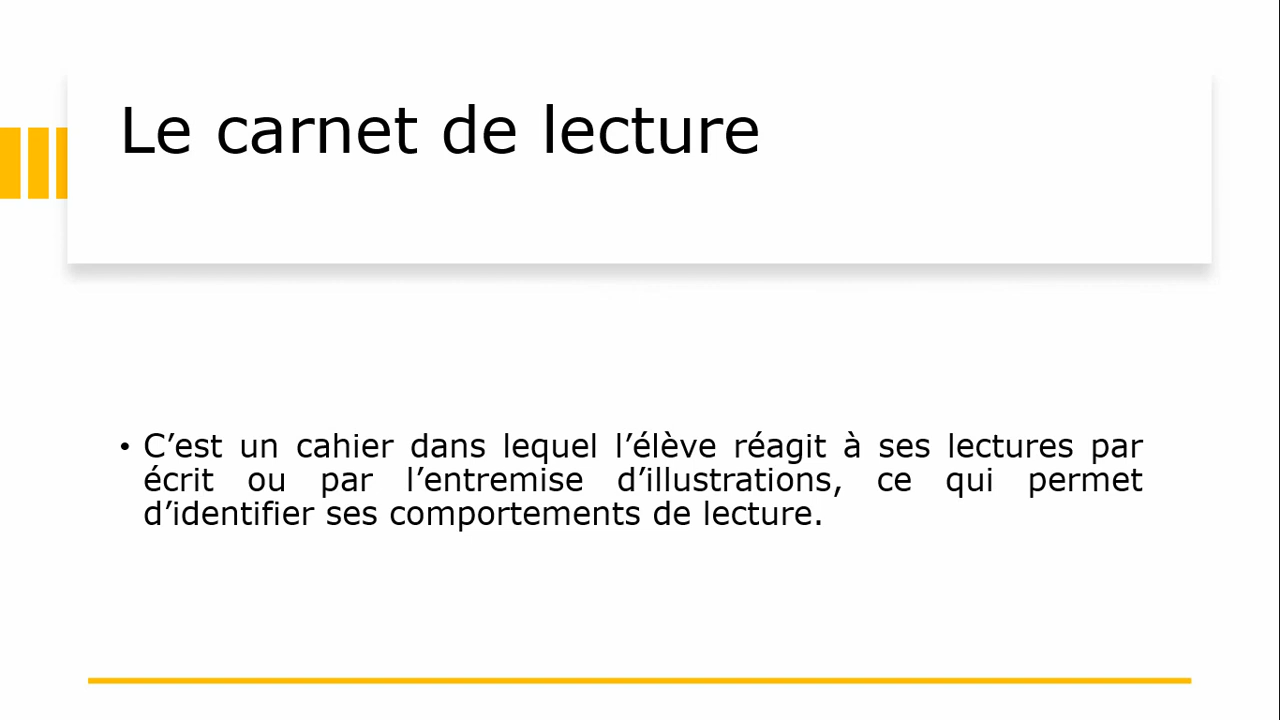 Le carnet de lecture
• C’est un cahier dans lequel l’élève réagit à ses lectures par
écrit ou par l’entremise d’illustrations, ce qui permet
d’identifier ses comportements de lecture.